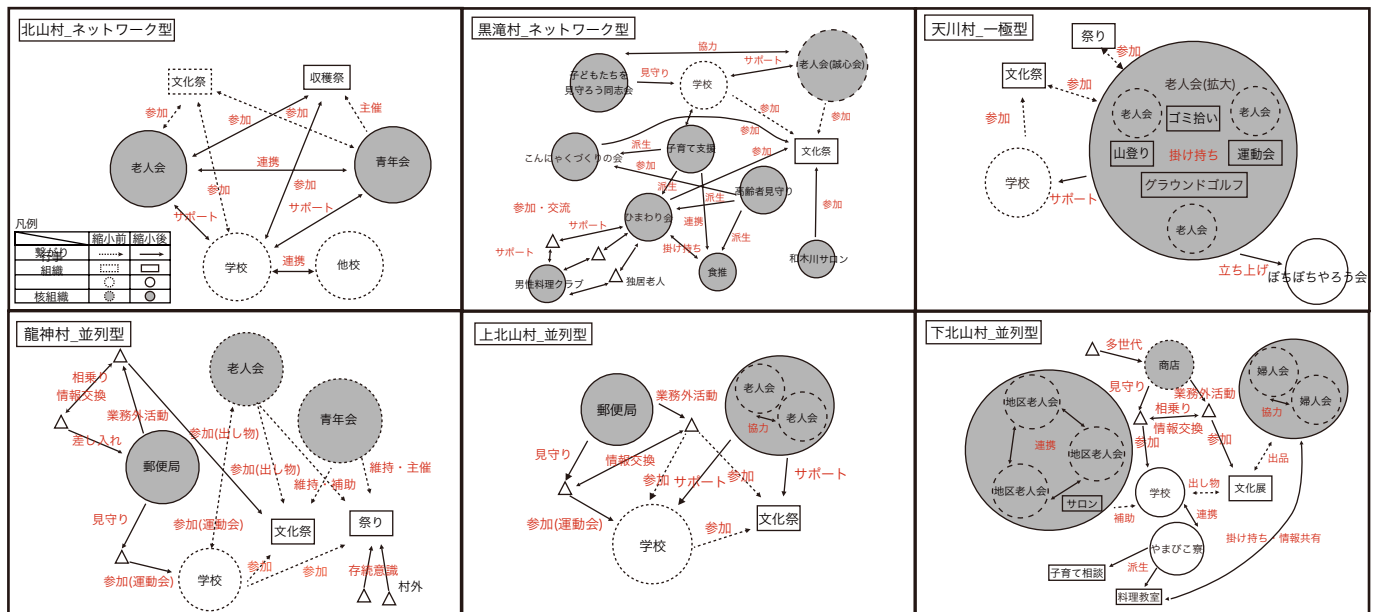 北山村_ネットワーク型
文化祭
収穫祭
参加
参加
参加
主催
老人会
連携
青年会
参加
参加
サポート
サポート
学校
連携
他校
凡例
縮小前
縮小後
繋がり
行事
組織
核組織
黒滝村_ネットワーク型
協力
子どもたちを
見守ろう同志会
見守り
学校
サポート
老人会(誠心会)
参加
参加
こんにゃくづくりの会
派生
子育て支援
参加
参加
参加
文化祭
派生
派生
高齢者見守り
参加・交流
サポート
ひまわり会
連携
派生
参加
サポート
掛け持ち
男性料理クラブ
独居老人
食推
和木川サロン
天川村_一極型
祭り
参加
文化祭
参加
参加
老人会(拡大)
老人会
ゴミ拾い
老人会
山登り
掛け持ち
運動会
グラウンドゴルフ
老人会
学校
サポート
立ち上げ
ぼちぼちやろう会
龍神村_並列型
相乗り
情報交換
業務外活動
差し入れ
郵便局
見守り
参加(運動会)
老人会
青年会
参加(出し物)
参加(出し物)
維持・補助
維持・主催
参加(運動会)
文化祭
祭り
学校
参加
参加
存続意識
村外
上北山村_並列型
郵便局
業務外活動
老人会
老人会
協力
見守り
情報交換
参加
サポート
参加
サポート
参加(運動会)
学校
参加
文化祭
下北山村_並列型
多世代
商店
見守り
業務外活動
相乗り
情報交換
参加
参加
婦人会
婦人会
協力
地区老人会
連携
地区老人会
地区老人会
サロン
補助
学校
出し物
出品
文化展
連携
やまびこ寮
掛け持ち・情報共有
子育て相談
派生
料理教室